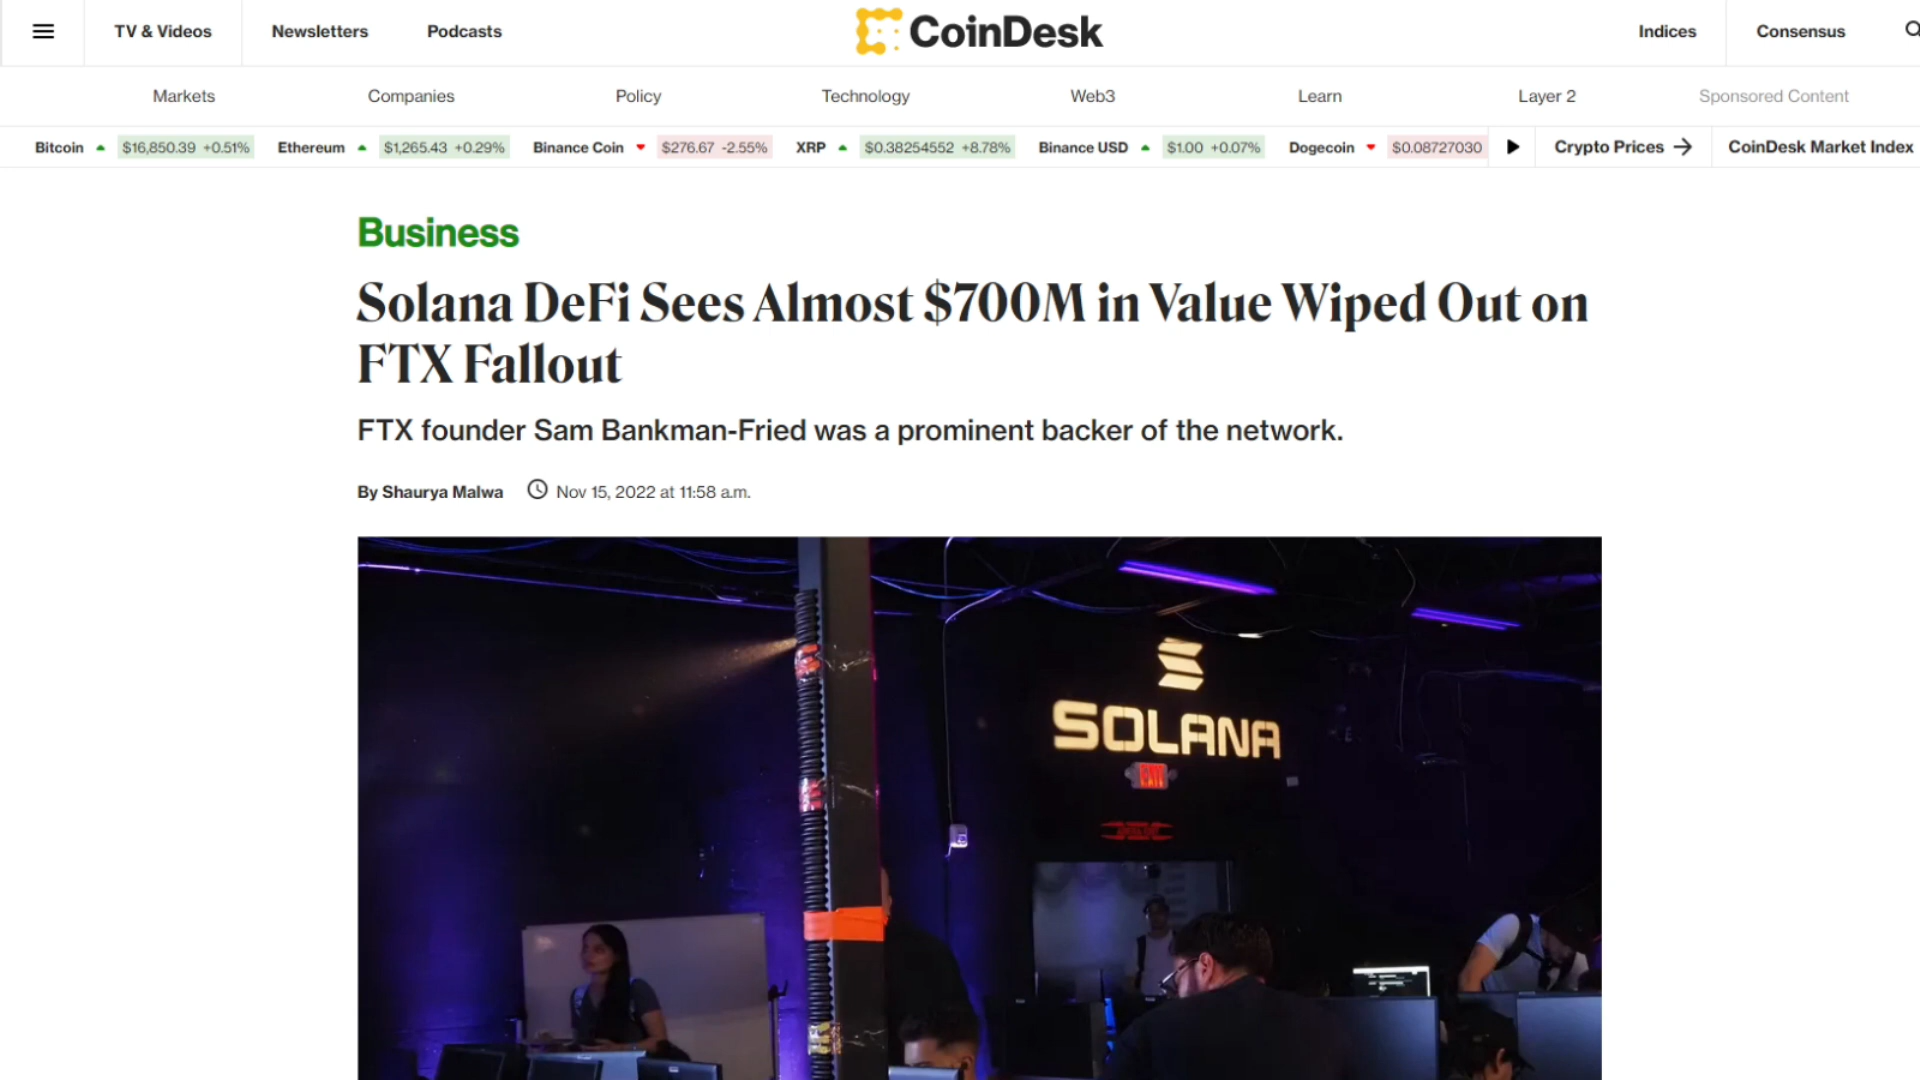 TV & Videos
Newsletters
Podcasts
CoinDesk
Indices
Consensus
Markets
Companies
Policy
Technology
Web3
Learn
Layer 2
Sponsored Content
Bitcoin $16,850.39 +0.51%
Ethereum $1,265.43 +0.29%
Binance Coin $276.67 -2.55%
XRP $0.38254552 +8.78%
Binance USD $1.00 +0.07%
Dogecoin $0.08727030
Crypto Prices
CoinDesk Market Index
Business
Solana DeFi Sees Almost $700M in Value Wiped Out on
FTX Fallout
FTX founder Sam Bankman-Fried was a prominent backer of the network.
By Shaurya Malwa
Nov 15, 2022 at 11:58 a.m.
SOLANA